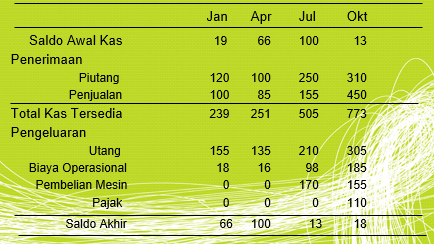 Jan Apr Jul Okt
Saldo Awal Kas 19 66 100 13
Penerimaan
Piutang 120 100 250 310
Penjualan 100 85 155 450
Total Kas Tersedia 239 251 505 773
Pengeluaran
Utang 155 135 210 305
Biaya Operasional 18 16 98 185
Pembelian Mesin 0 0 170 155
Pajak 0 0 0 110
Saldo Akhir 66 100 13 18